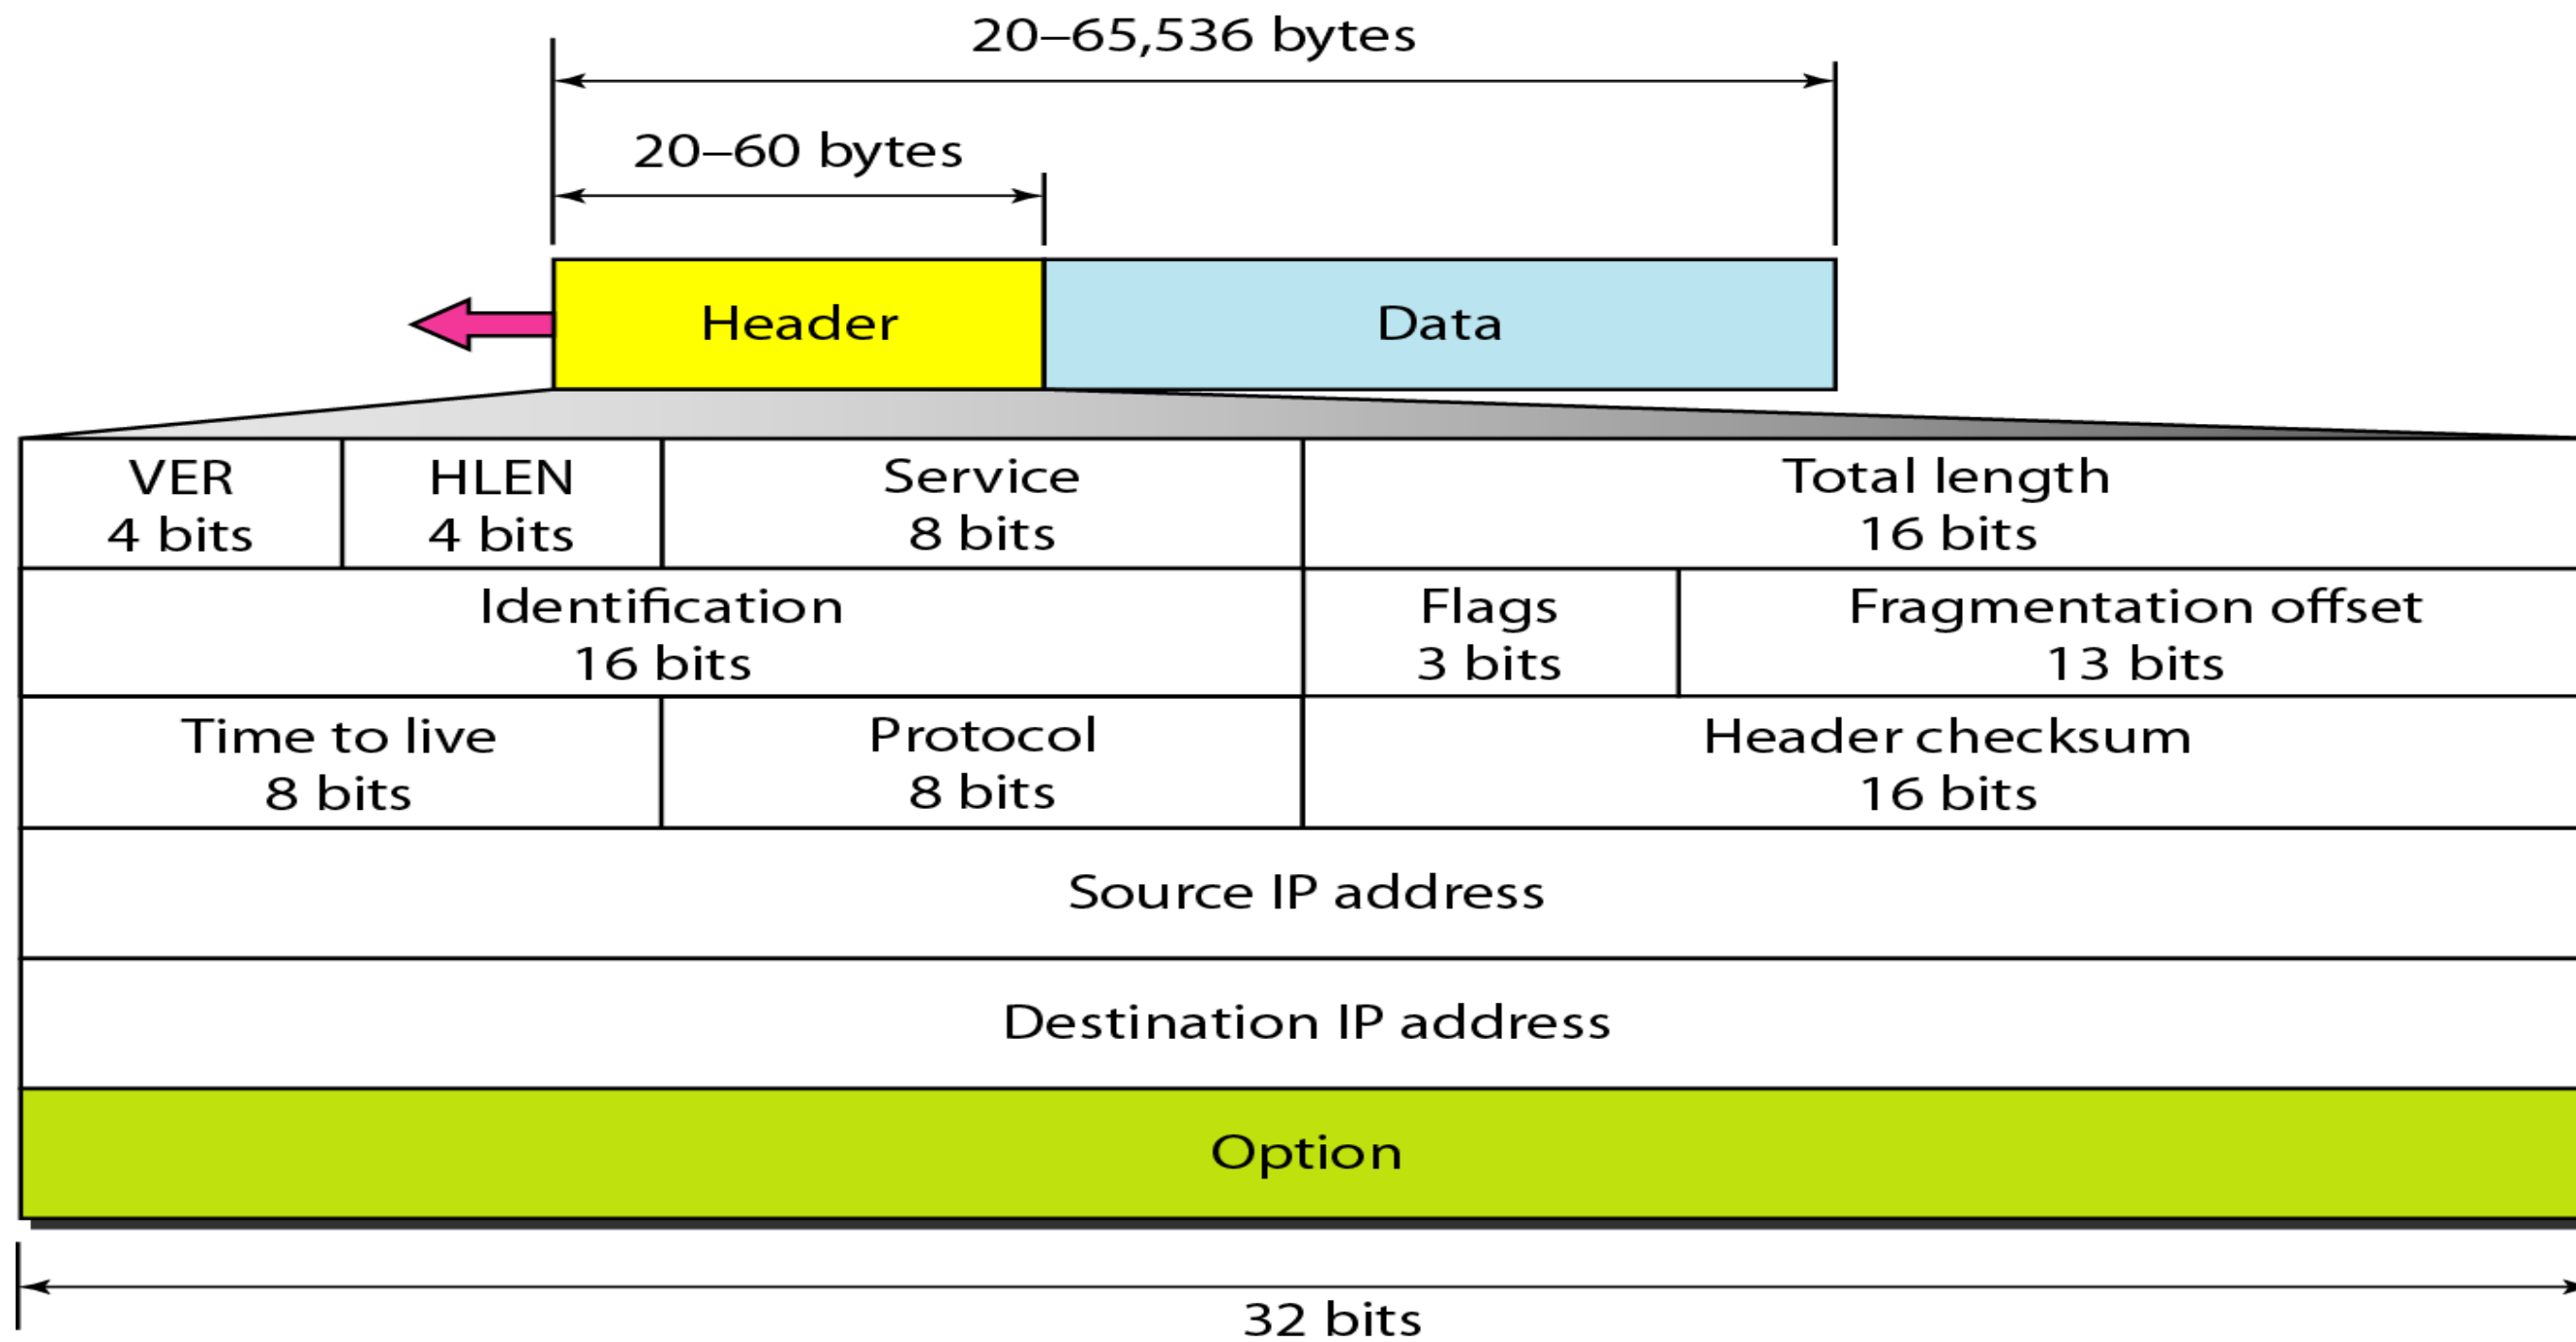 20–65,536 bytes
20–60 bytes
Header
Data
VER
4 bits
HLEN
4 bits
Service
8 bits
Total length
16 bits
Identification
16 bits
Flags
3 bits
Fragmentation offset
13 bits
Time to live
8 bits
Protocol
8 bits
Header checksum
16 bits
Source IP address
Destination IP address
Option
32 bits